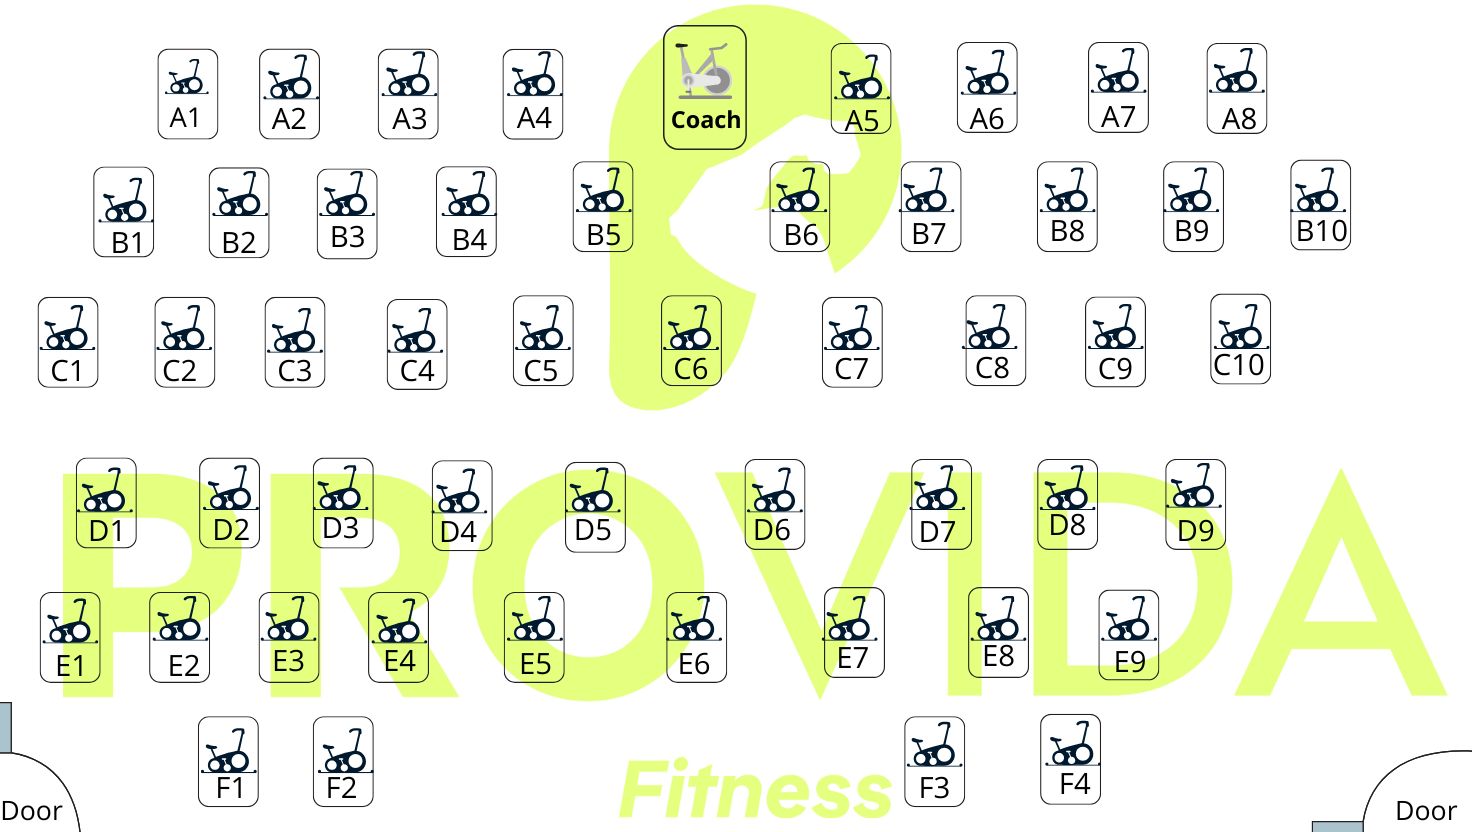 A1 A2 A3 A4 Coach A5 A6 A7 A8
B1 B2 B3 B4 B5 B6 B7 B8 B9 B10
C1 C2 C3 C4 C5 C6 C7 C8 C9 C10
PROVIDA
D1 D2 D3 D4 D5 D6 D7 D8 D9
E1 E2 E3 E4 E5 E6 E7 E8 E9
F1 F2 F3 F4
Fitness
Door Door